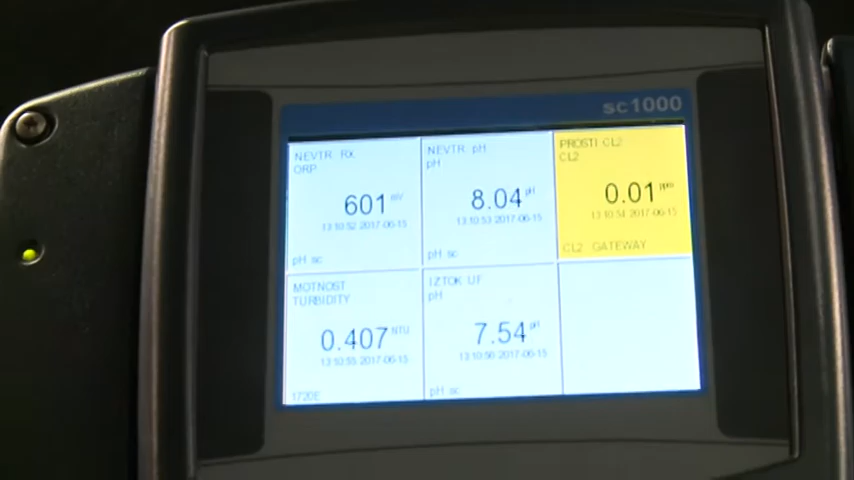 sc1000
NEVTR RX
ORP
601 mV
13:10:52 2017-06-15
pH sc
NEVTR pH
pH
8.04 pH
13:10:53 2017-06-15
pH sc
PROSTI CL2
CL2
0.01 ppm
13:10:54 2017-06-15
CL2 GATEWAY
MOTNOST
TURBIDITY
0.407 NTU
13:10:55 2017-06-15
1720E
IZTOK UF
pH
7.54 pH
13:10:56 2017-06-15
pH sc